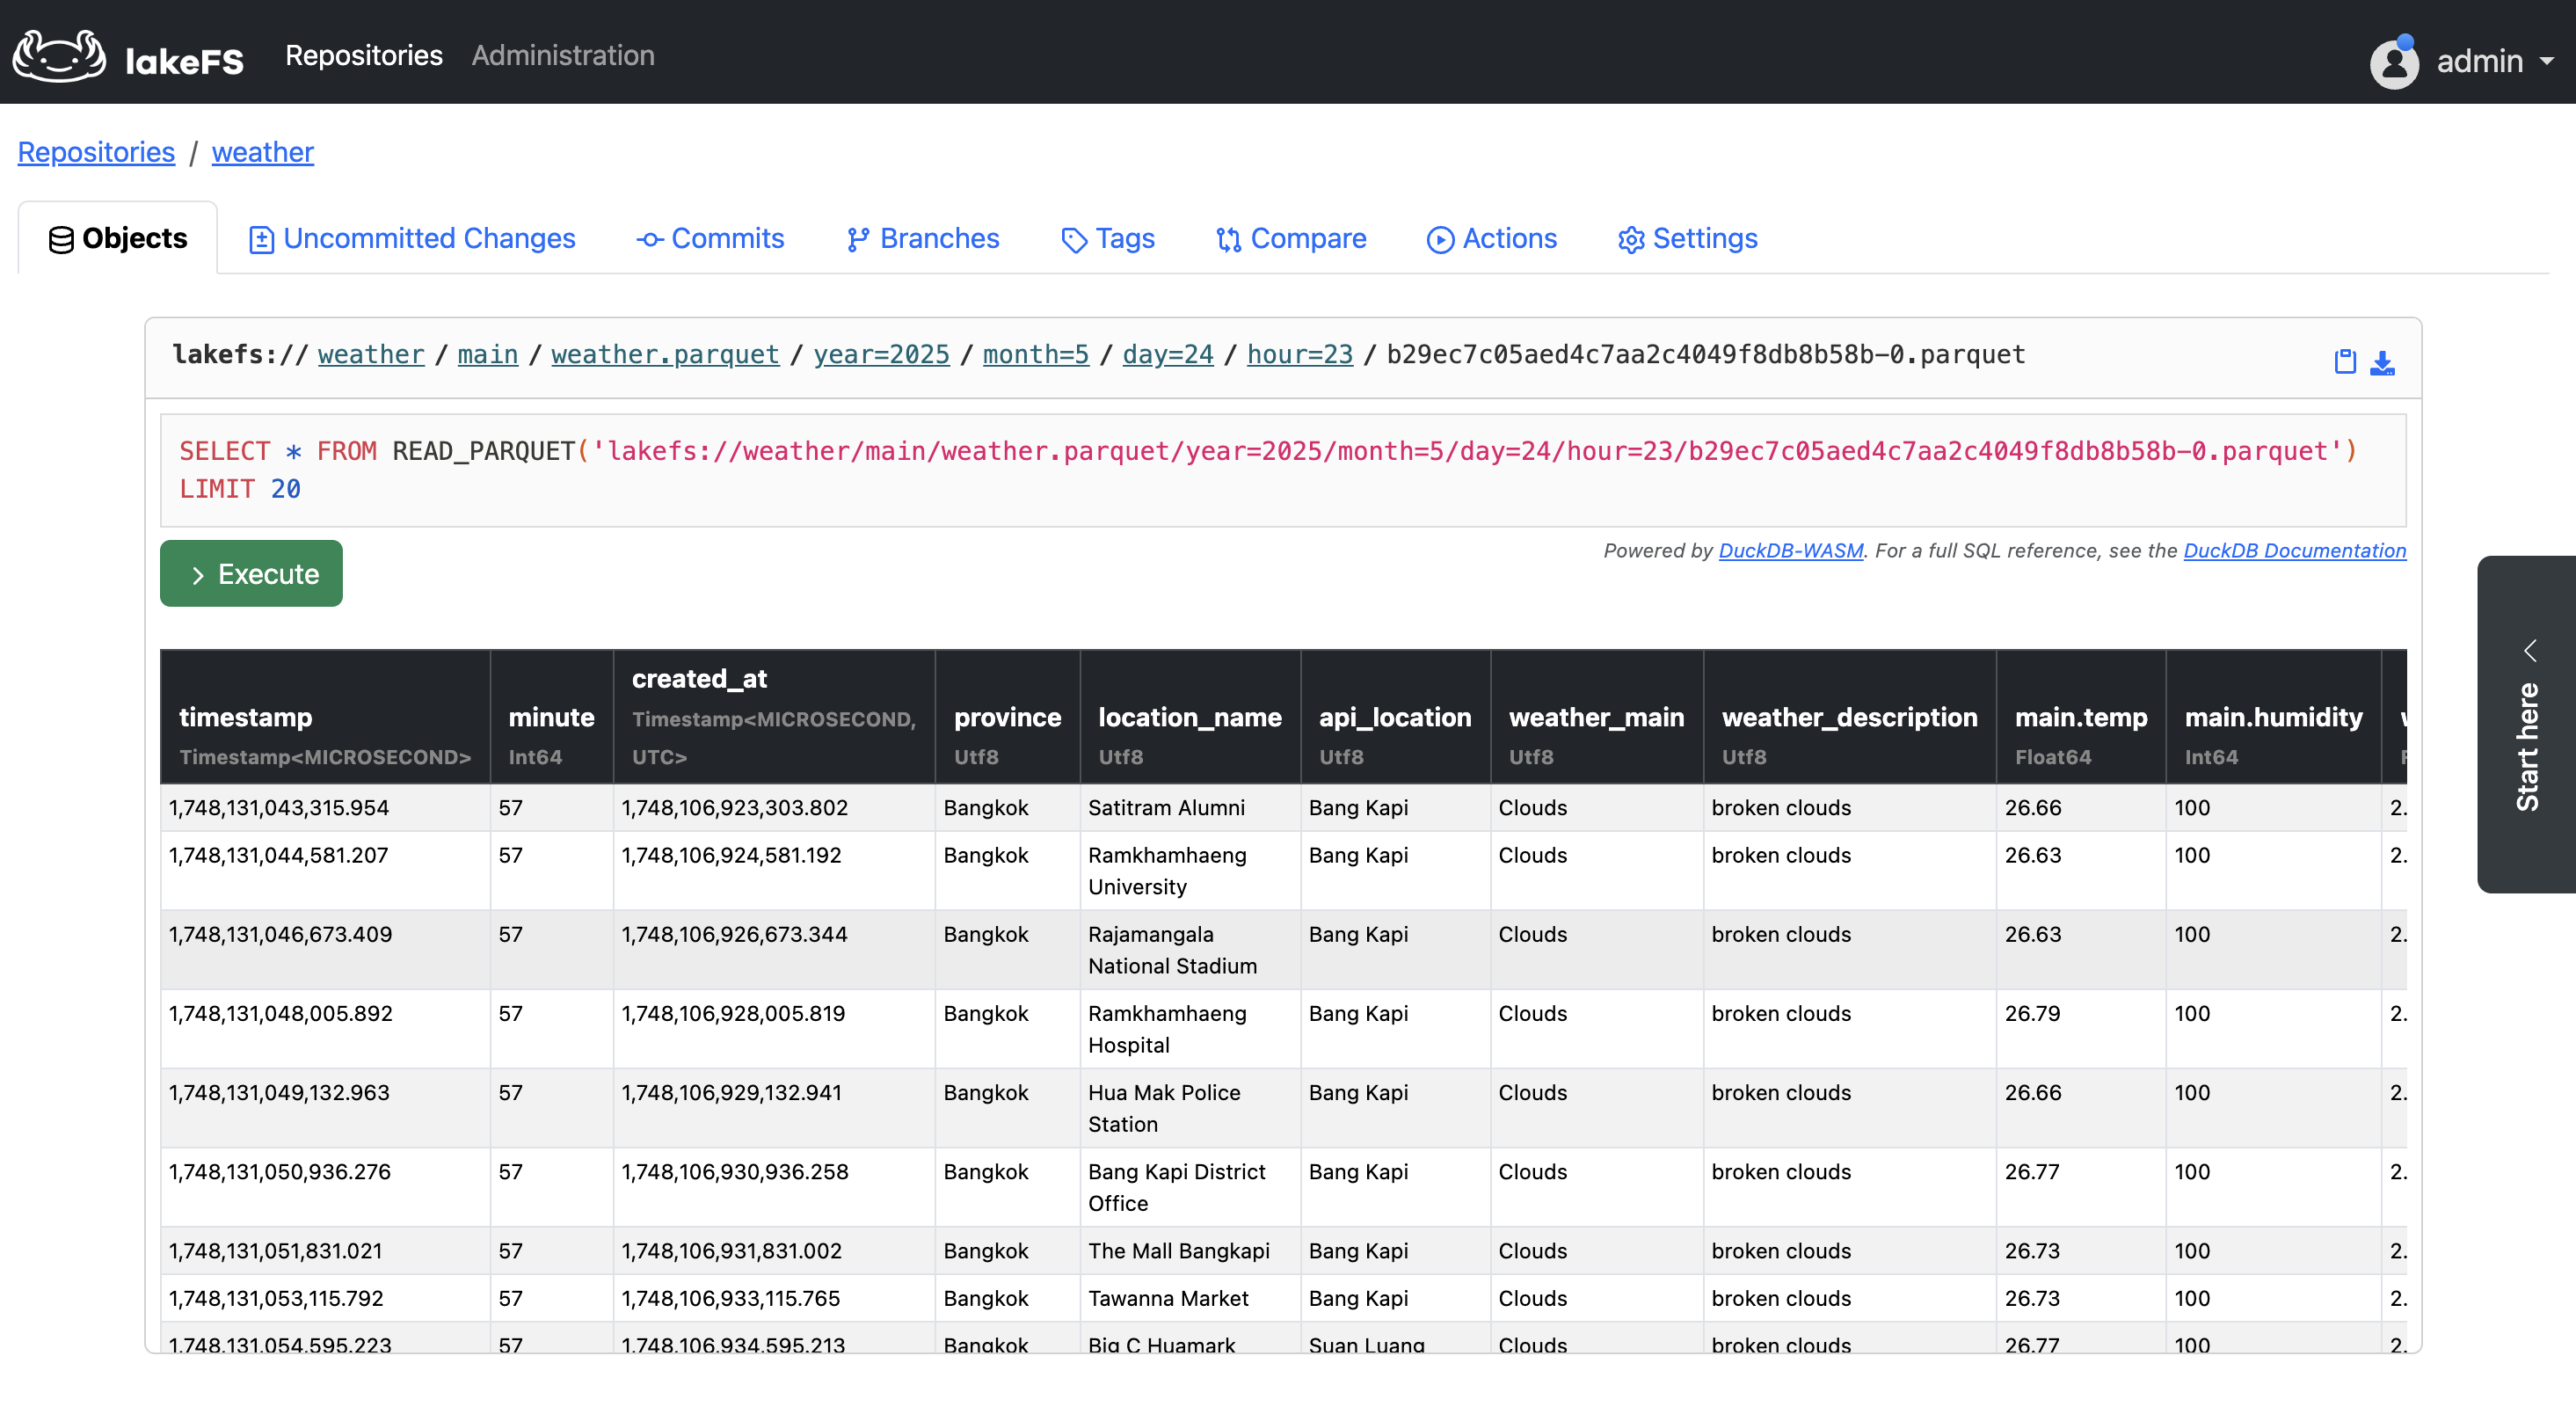 lakeFS Repositories Administration admin
Repositories / weather
Objects Uncommitted Changes Commits Branches Tags Compare Actions Settings
lakefs:// weather / main / weather.parquet / year=2025 / month=5 / day=24 / hour=23 / b29ec7c05aed4c7aa2c4049f8db8b58b-0.parquet
SELECT * FROM READ_PARQUET('lakefs://weather/main/weather.parquet/year=2025/month=5/day=24/hour=23/b29ec7c05aed4c7aa2c4049f8db8b58b-0.parquet')
LIMIT 20
Execute
Powered by DuckDB-WASM. For a full SQL reference, see the DuckDB Documentation
Start here
timestamp minute created_at province location_name api_location weather_main weather_description main.temp main.humidity
Timestamp<MICROSECOND> Int64 Timestamp<MICROSECOND, UTC> Utf8 Utf8 Utf8 Utf8 Utf8 Float64 Int64
1,748,131,043,315.954 57 1,748,106,923,303.802 Bangkok Satitram Alumni Bang Kapi Clouds broken clouds 26.66 100 2.
1,748,131,044,581.207 57 1,748,106,924,581.192 Bangkok Ramkhamhaeng University Bang Kapi Clouds broken clouds 26.63 100 2.
1,748,131,046,673.409 57 1,748,106,926,673.344 Bangkok Rajamangala National Stadium Bang Kapi Clouds broken clouds 26.63 100 2.
1,748,131,048,005.892 57 1,748,106,928,005.819 Bangkok Ramkhamhaeng Hospital Bang Kapi Clouds broken clouds 26.79 100 2.
1,748,131,049,132.963 57 1,748,106,929,132.941 Bangkok Hua Mak Police Station Bang Kapi Clouds broken clouds 26.66 100 2.
1,748,131,050,936.276 57 1,748,106,930,936.258 Bangkok Bang Kapi District Office Bang Kapi Clouds broken clouds 26.77 100 2.
1,748,131,051,831.021 57 1,748,106,931,831.002 Bangkok The Mall Bangkapi Bang Kapi Clouds broken clouds 26.73 100 2.
1,748,131,053,115.792 57 1,748,106,933,115.765 Bangkok Tawanna Market Bang Kapi Clouds broken clouds 26.73 100 2.
1,748,131,054,595.223 57 1,748,106,934,595.213 Bangkok Big C Huamark Suan Luang Clouds broken clouds 26.77 100 2.